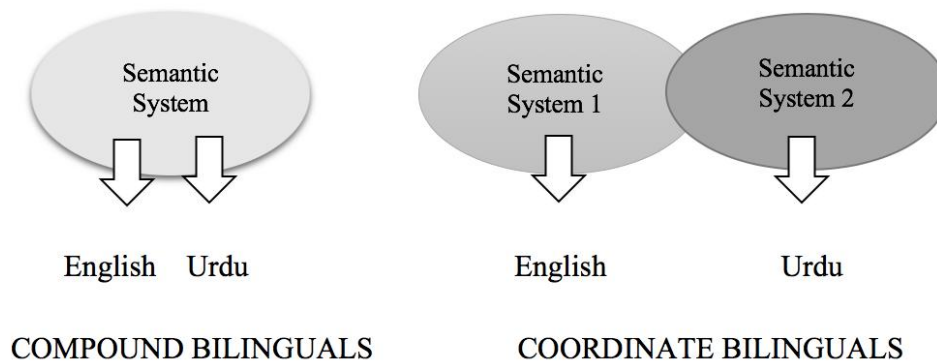 Semantic
System
English Urdu
COMPOUND BILINGUALS
Semantic
System 1
English
Semantic
System 2
Urdu
COORDINATE BILINGUALS